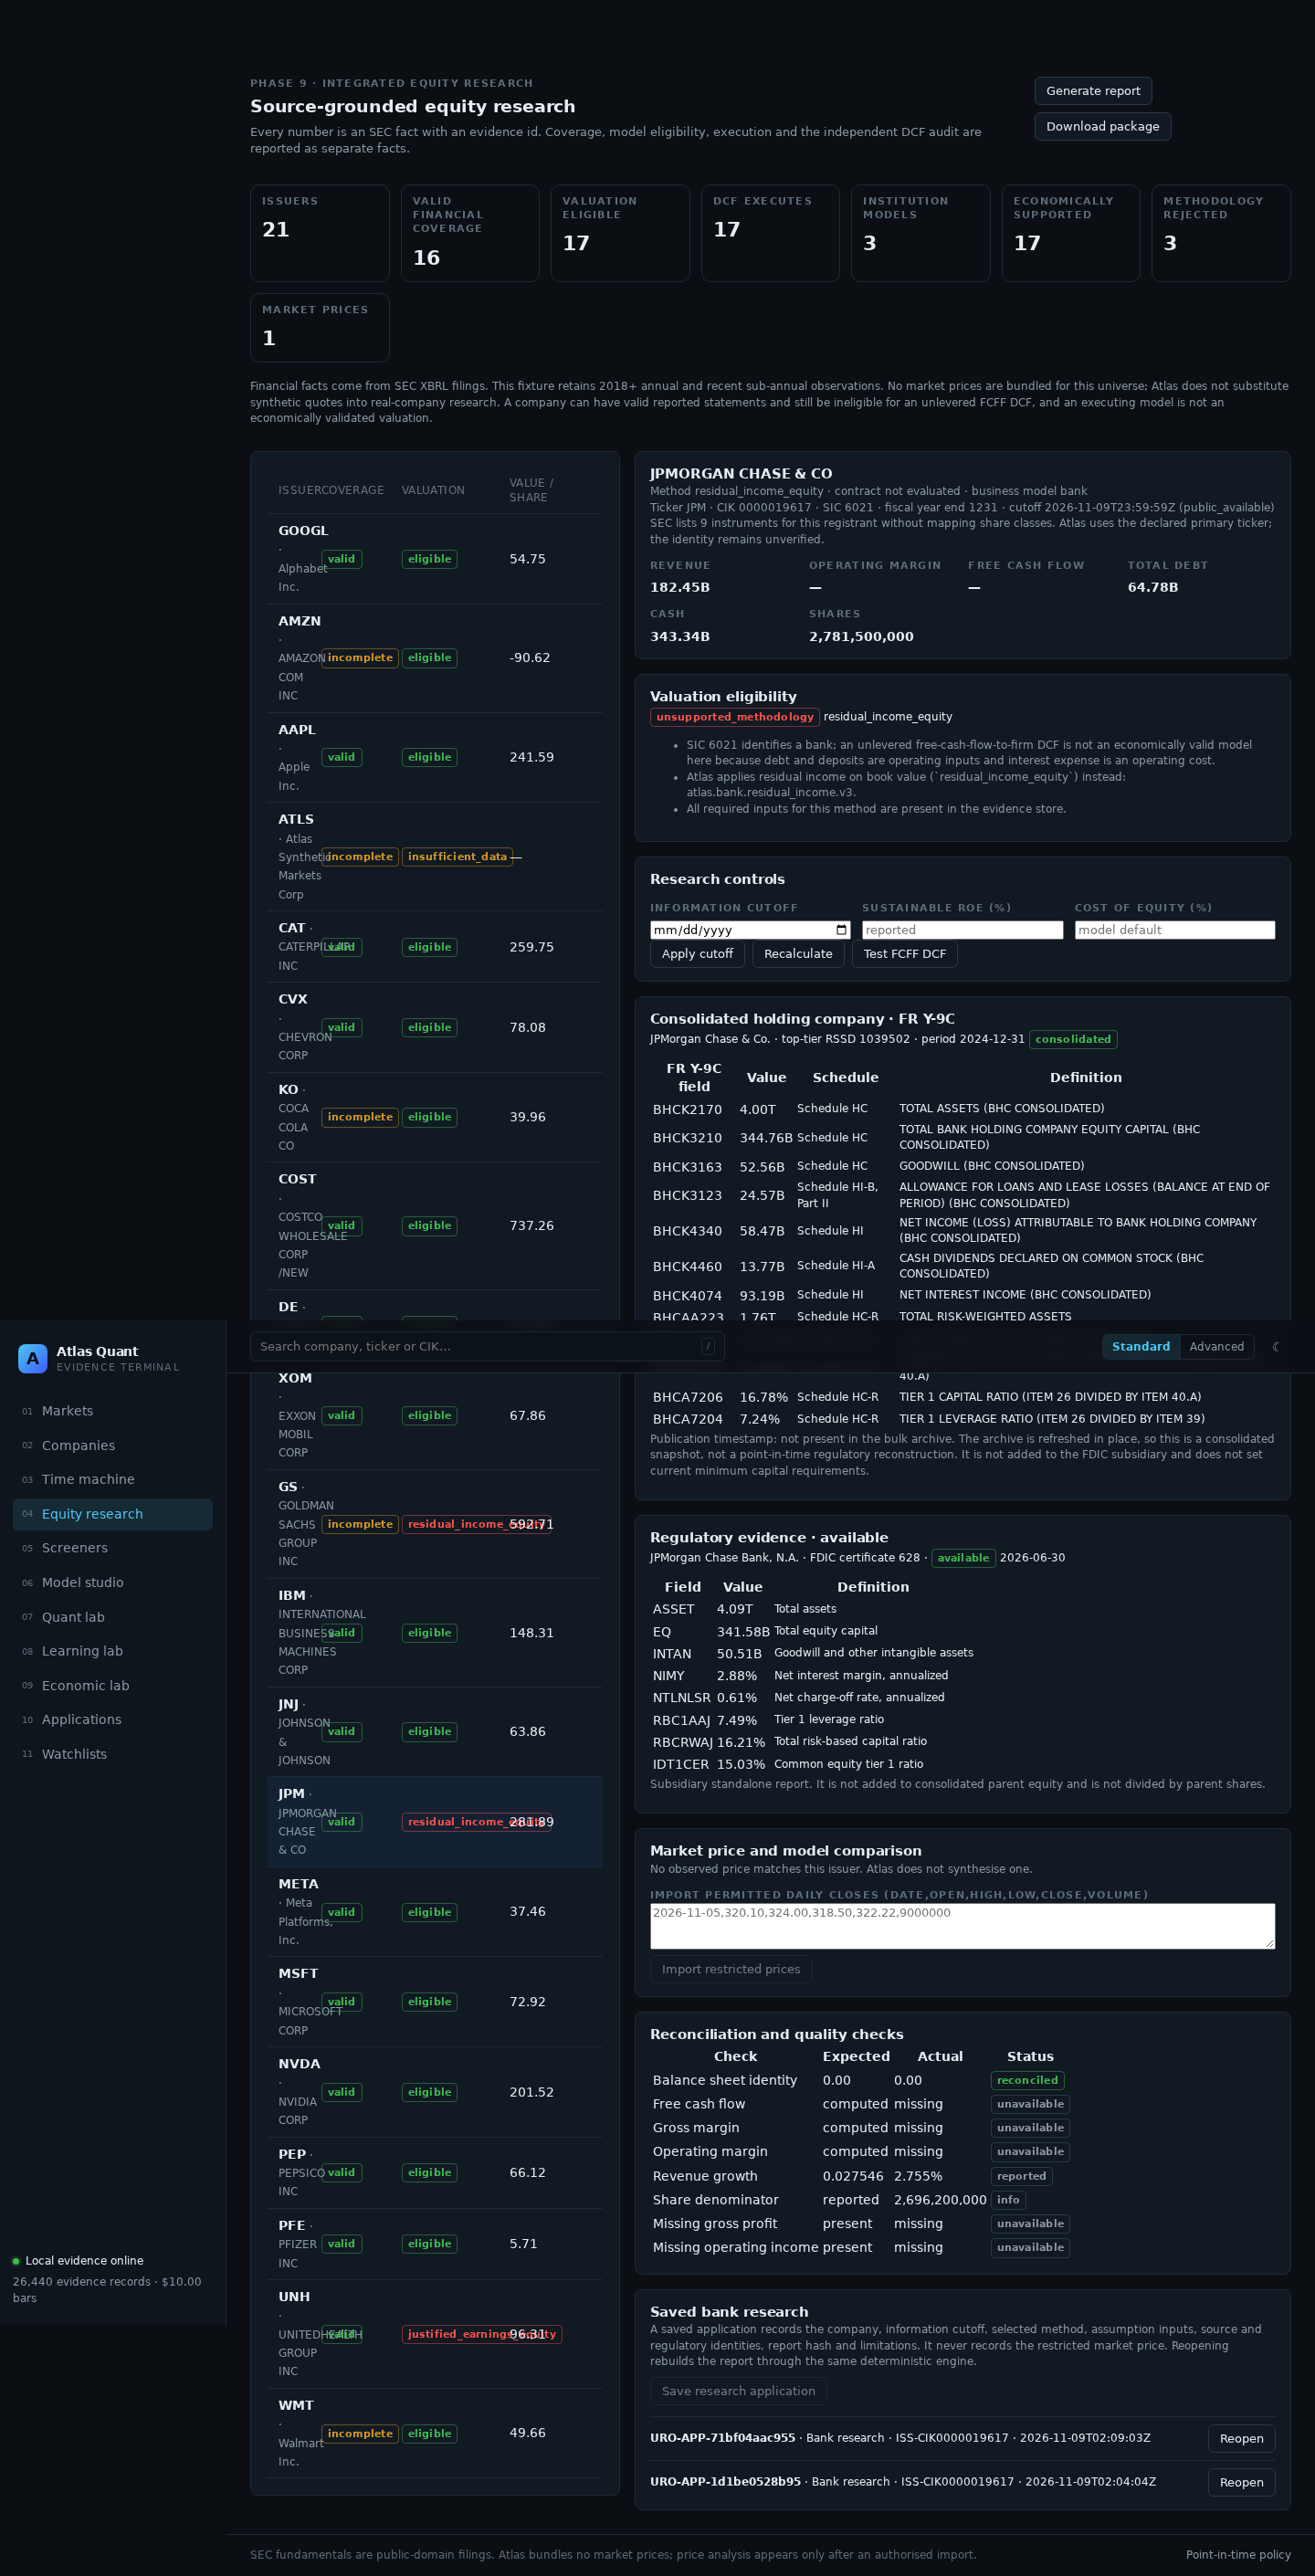 PHASE 9 · INTEGRATED EQUITY RESEARCH
Source-grounded equity research
Every number is an SEC fact with an evidence id. Coverage, model eligibility, execution and the independent DCF audit are
reported as separate facts.
Generate report
Download package
ISSUERS
21
VALID
FINANCIAL
COVERAGE
16
VALUATION
ELIGIBLE
17
DCF EXECUTES
17
INSTITUTION
MODELS
3
ECONOMICALLY
SUPPORTED
17
METHODOLOGY
REJECTED
3
MARKET PRICES
1
Financial facts come from SEC XBRL filings. This fixture retains 2018+ annual and recent sub-annual observations. No market prices are bundled for this universe; Atlas does not substitute
synthetic quotes into real-company research. A company can have valid reported statements and still be ineligible for an unlevered FCFF DCF, and an executing model is not an
economically validated valuation.
ISSUER COVERAGE VALUATION VALUE /
SHARE
GOOGL
·
Alphabet
Inc.
valid eligible 54.75
AMZN
·
AMAZON
COM
INC
incomplete eligible -90.62
AAPL
·
Apple
Inc.
valid eligible 241.59
ATLS
· Atlas
Synthetic
Markets
Corp
incomplete insufficient_data —
CAT ·
CATERPILLAR
INC
valid eligible 259.75
CVX
·
CHEVRON
CORP
valid eligible 78.08
KO ·
COCA
COLA
CO
incomplete eligible 39.96
COST
·
COSTCO
WHOLESALE
CORP
/NEW
valid eligible 737.26
DE ·
XOM
·
EXXON
MOBIL
CORP
valid eligible 67.86
GS ·
GOLDMAN
SACHS
GROUP
INC
incomplete residual_income_equity 592.71
IBM ·
INTERNATIONAL
BUSINESS
MACHINES
CORP
valid eligible 148.31
JNJ ·
JOHNSON
&
JOHNSON
valid eligible 63.86
JPM ·
JPMORGAN
CHASE
& CO
valid residual_income_equity 281.89
META
· Meta
Platforms,
Inc.
valid eligible 37.46
MSFT
·
MICROSOFT
CORP
valid eligible 72.92
NVDA
·
NVIDIA
CORP
valid eligible 201.52
PEP ·
PEPSICO
INC
valid eligible 66.12
PFE ·
PFIZER
INC
valid eligible 5.71
UNH
·
UNITEDHEALTH
GROUP
INC
valid justified_earnings_equity 96.31
WMT
·
Walmart
Inc.
incomplete eligible 49.66
JPMORGAN CHASE & CO
Method residual_income_equity · contract not evaluated · business model bank
Ticker JPM · CIK 0000019617 · SIC 6021 · fiscal year end 1231 · cutoff 2026-11-09T23:59:59Z (public_available)
SEC lists 9 instruments for this registrant without mapping share classes. Atlas uses the declared primary ticker;
the identity remains unverified.
REVENUE OPERATING MARGIN FREE CASH FLOW TOTAL DEBT
182.45B — — 64.78B
CASH SHARES
343.34B 2,781,500,000
Valuation eligibility
unsupported_methodology residual_income_equity
• SIC 6021 identifies a bank; an unlevered free-cash-flow-to-firm DCF is not an economically valid model
here because debt and deposits are operating inputs and interest expense is an operating cost.
• Atlas applies residual income on book value (`residual_income_equity`) instead:
atlas.bank.residual_income.v3.
• All required inputs for this method are present in the evidence store.
Research controls
INFORMATION CUTOFF SUSTAINABLE ROE (%) COST OF EQUITY (%)
mm/dd/yyyy reported model default
Apply cutoff Recalculate Test FCFF DCF
Consolidated holding company · FR Y-9C
JPMorgan Chase & Co. · top-tier RSSD 1039502 · period 2024-12-31 consolidated
FR Y-9C
field Value Schedule Definition
BHCK2170 4.00T Schedule HC TOTAL ASSETS (BHC CONSOLIDATED)
BHCK3210 344.76B Schedule HC TOTAL BANK HOLDING COMPANY EQUITY CAPITAL (BHC
CONSOLIDATED)
BHCK3163 52.56B Schedule HC GOODWILL (BHC CONSOLIDATED)
BHCK3123 24.57B Schedule HI-B,
Part II ALLOWANCE FOR LOANS AND LEASE LOSSES (BALANCE AT END OF
PERIOD) (BHC CONSOLIDATED)
BHCK4340 58.47B Schedule HI NET INCOME (LOSS) ATTRIBUTABLE TO BANK HOLDING COMPANY
(BHC CONSOLIDATED)
BHCK4460 13.77B Schedule HI-A CASH DIVIDENDS DECLARED ON COMMON STOCK (BHC
CONSOLIDATED)
BHCK4074 93.19B Schedule HI NET INTEREST INCOME (BHC CONSOLIDATED)
BHCAA223 1.76T Schedule HC-R TOTAL RISK-WEIGHTED ASSETS
40.A)
BHCA7206 16.78% Schedule HC-R TIER 1 CAPITAL RATIO (ITEM 26 DIVIDED BY ITEM 40.A)
BHCA7204 7.24% Schedule HC-R TIER 1 LEVERAGE RATIO (ITEM 26 DIVIDED BY ITEM 39)
Publication timestamp: not present in the bulk archive. The archive is refreshed in place, so this is a consolidated
snapshot, not a point-in-time regulatory reconstruction. It is not added to the FDIC subsidiary and does not set
current minimum capital requirements.
Regulatory evidence · available
JPMorgan Chase Bank, N.A. · FDIC certificate 628 · available 2026-06-30
Field Value Definition
ASSET 4.09T Total assets
EQ 341.58B Total equity capital
INTAN 50.51B Goodwill and other intangible assets
NIMY 2.88% Net interest margin, annualized
NTLNLSR 0.61% Net charge-off rate, annualized
RBC1AAJ 7.49% Tier 1 leverage ratio
RBCRWAJ 16.21% Total risk-based capital ratio
IDT1CER 15.03% Common equity tier 1 ratio
Subsidiary standalone report. It is not added to consolidated parent equity and is not divided by parent shares.
Market price and model comparison
No observed price matches this issuer. Atlas does not synthesise one.
IMPORT PERMITTED DAILY CLOSES (DATE,OPEN,HIGH,LOW,CLOSE,VOLUME)
2026-11-05,320.10,324.00,318.50,322.22,9000000
Import restricted prices
Reconciliation and quality checks
Check Expected Actual Status
Balance sheet identity 0.00 0.00 reconciled
Free cash flow computed missing unavailable
Gross margin computed missing unavailable
Operating margin computed missing unavailable
Revenue growth 0.027546 2.755% reported
Share denominator reported 2,696,200,000 info
Missing gross profit present missing unavailable
Missing operating income present missing unavailable
Saved bank research
A saved application records the company, information cutoff, selected method, assumption inputs, source and
regulatory identities, report hash and limitations. It never records the restricted market price. Reopening
rebuilds the report through the same deterministic engine.
Save research application
URO-APP-71bf04aac955 · Bank research · ISS-CIK0000019617 · 2026-11-09T02:09:03Z Reopen
URO-APP-1d1be0528b95 · Bank research · ISS-CIK0000019617 · 2026-11-09T02:04:04Z Reopen
A
Atlas Quant
EVIDENCE TERMINAL
Search company, ticker or CIK… /
Standard Advanced ☾
01 Markets
02 Companies
03 Time machine
04 Equity research
05 Screeners
06 Model studio
07 Quant lab
08 Learning lab
09 Economic lab
10 Applications
11 Watchlists
Local evidence online
26,440 evidence records · $10.00
bars
SEC fundamentals are public-domain filings. Atlas bundles no market prices; price analysis appears only after an authorised import.
Point-in-time policy